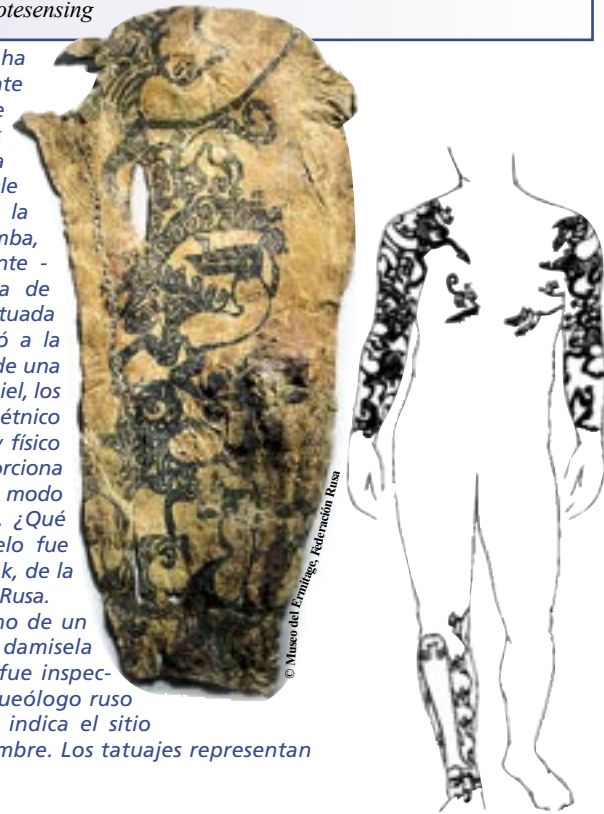 otesensing
ha
nte
e
a
le
la
mba,
nte -
a de
tuada
ó a la
de una
iel, los
étnico
y físico
orciona
modo
. ¿Qué
elo fue
k, de la
Rusa.
no de un
damisela
fue inspec-
ueólogo ruso
indica el sitio
mbre. Los tatuajes representan
© Museo del Ermitage, Federación Rusa